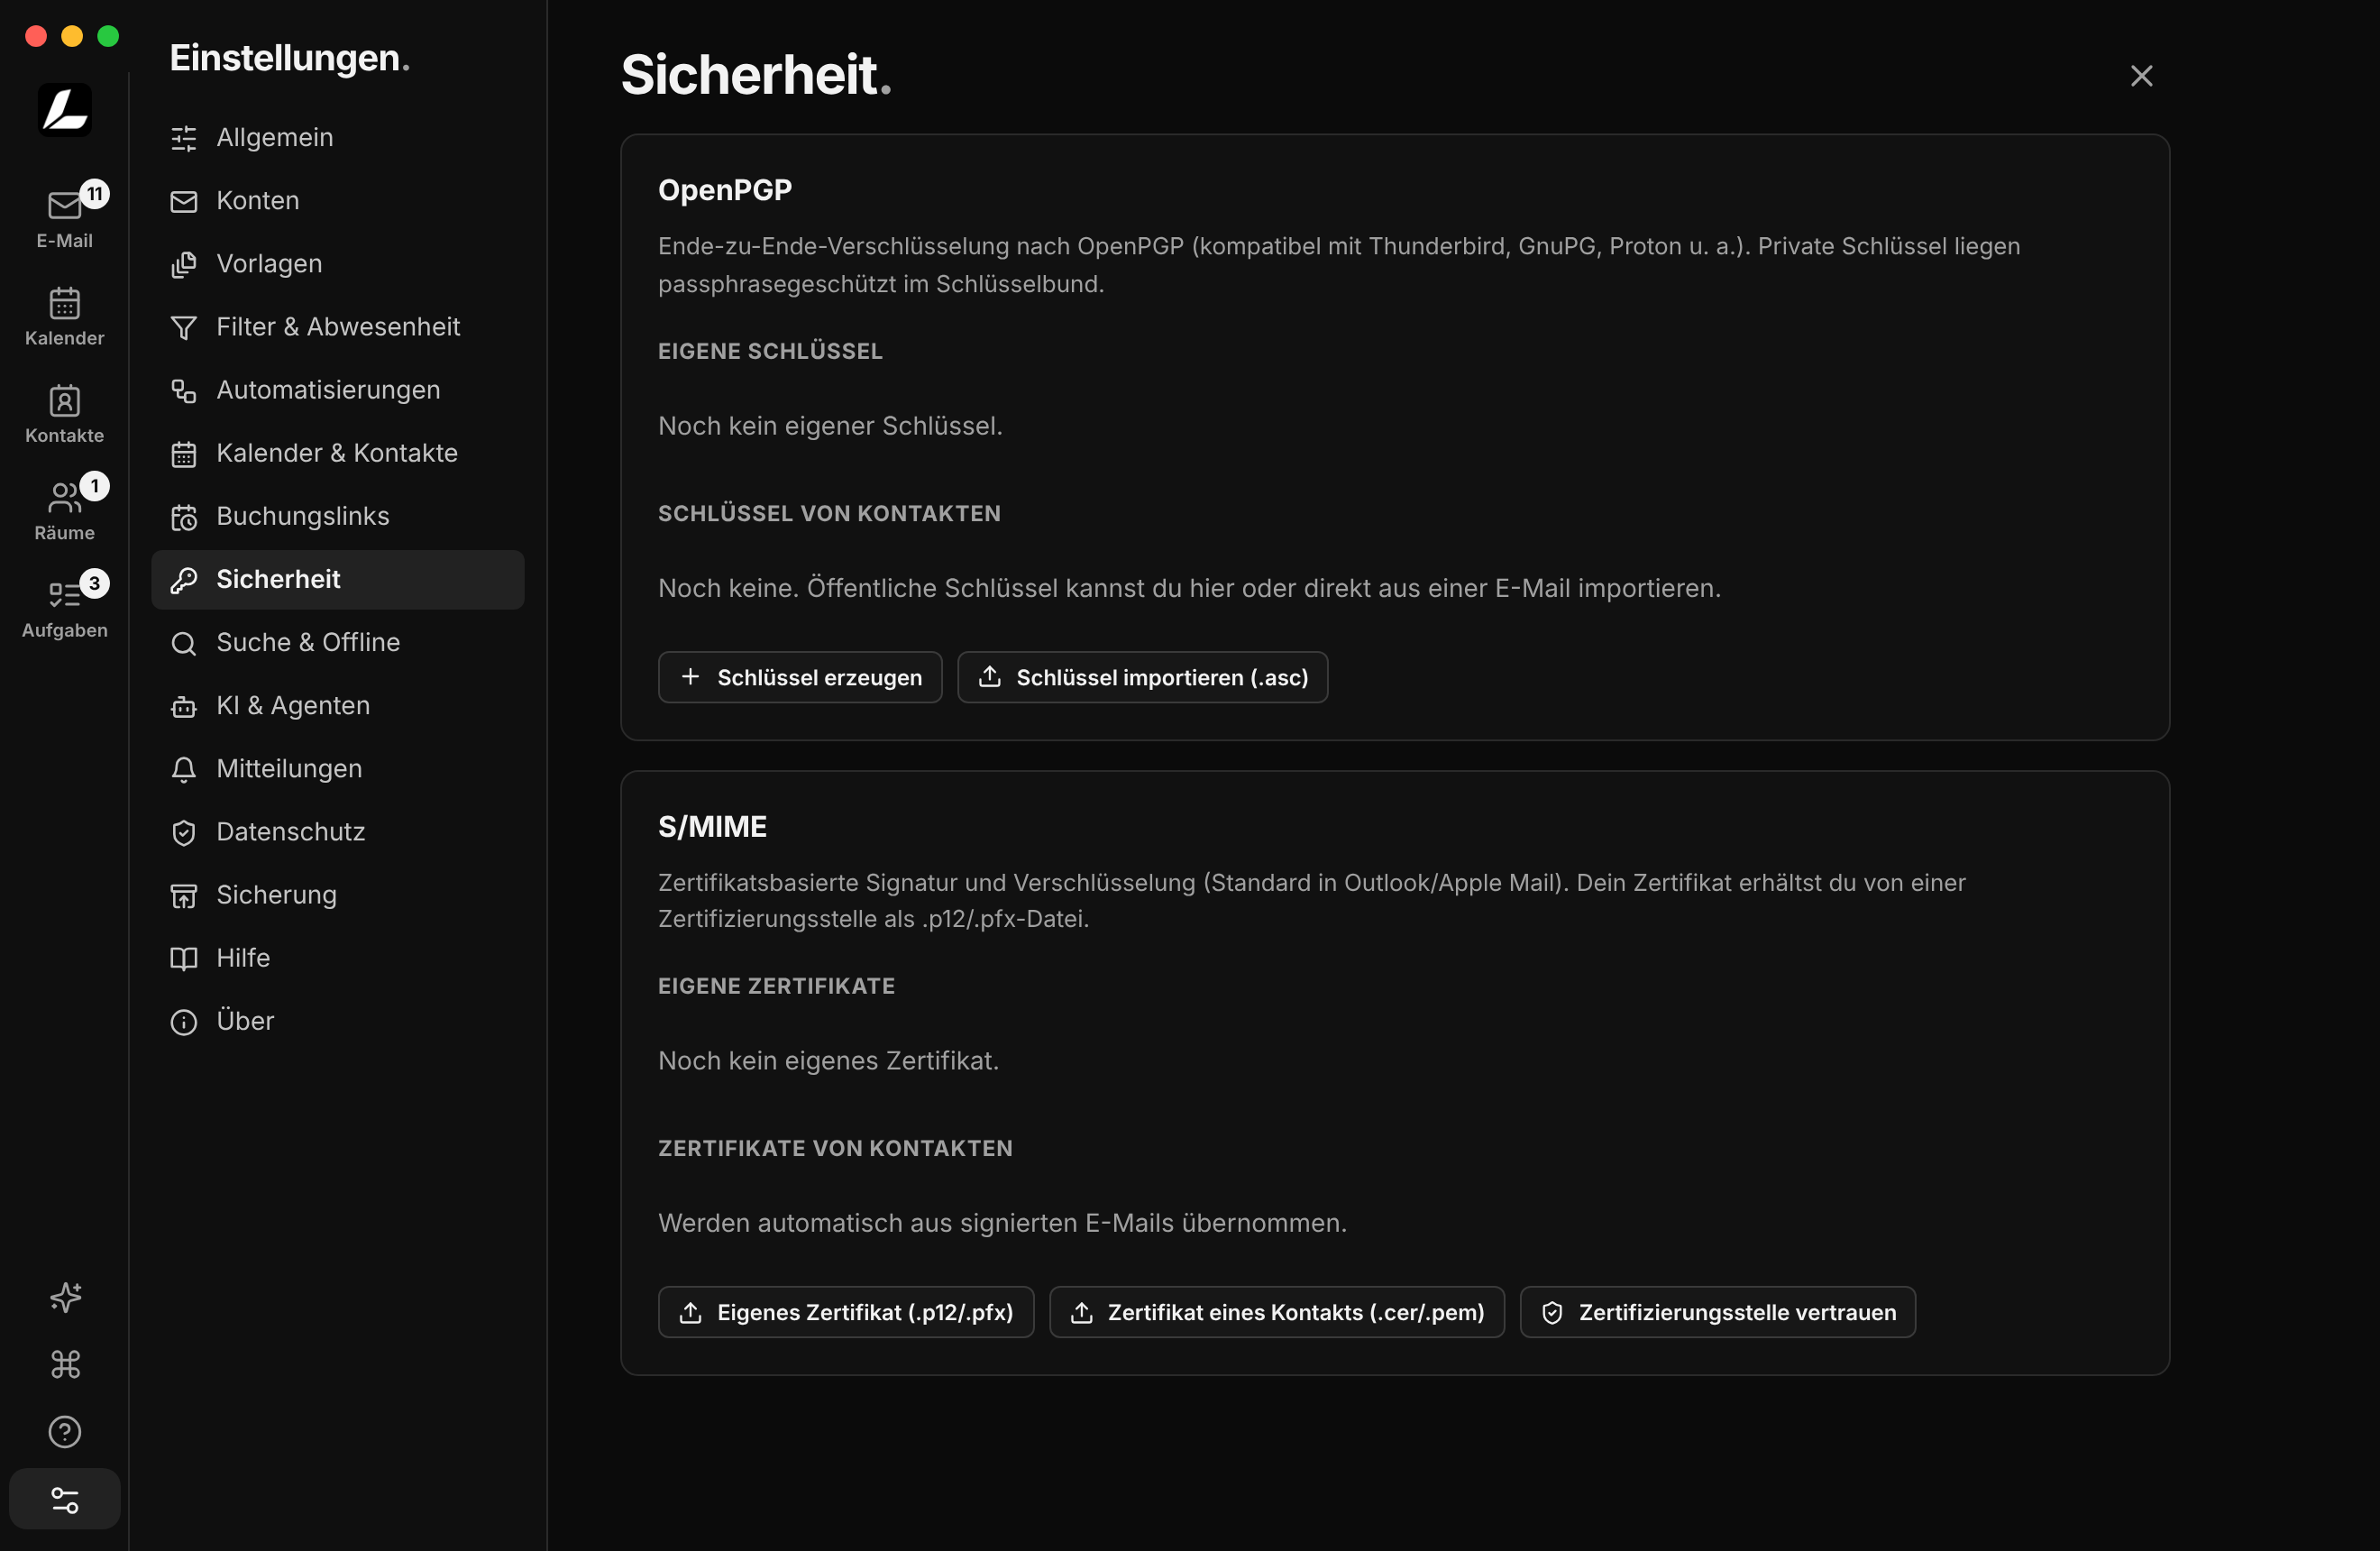 11
E-Mail
Kalender
Kontakte
1
Räume
3
Aufgaben
Einstellungen.
Allgemein
Konten
Vorlagen
Filter & Abwesenheit
Automatisierungen
Kalender & Kontakte
Buchungslinks
Sicherheit
Suche & Offline
KI & Agenten
Mitteilungen
Datenschutz
Sicherung
Hilfe
Über
Sicherheit.
OpenPGP
Ende-zu-Ende-Verschlüsselung nach OpenPGP (kompatibel mit Thunderbird, GnuPG, Proton u. a.). Private Schlüssel liegen
passphrasegeschützt im Schlüsselbund.
EIGENE SCHLÜSSEL
Noch kein eigener Schlüssel.
SCHLÜSSEL VON KONTAKTEN
Noch keine. Öffentliche Schlüssel kannst du hier oder direkt aus einer E-Mail importieren.
Schlüssel erzeugen
Schlüssel importieren (.asc)
S/MIME
Zertifikatsbasierte Signatur und Verschlüsselung (Standard in Outlook/Apple Mail). Dein Zertifikat erhältst du von einer
Zertifizierungsstelle als .p12/.pfx-Datei.
EIGENE ZERTIFIKATE
Noch kein eigenes Zertifikat.
ZERTIFIKATE VON KONTAKTEN
Werden automatisch aus signierten E-Mails übernommen.
Eigenes Zertifikat (.p12/.pfx)
Zertifikat eines Kontakts (.cer/.pem)
Zertifizierungsstelle vertrauen